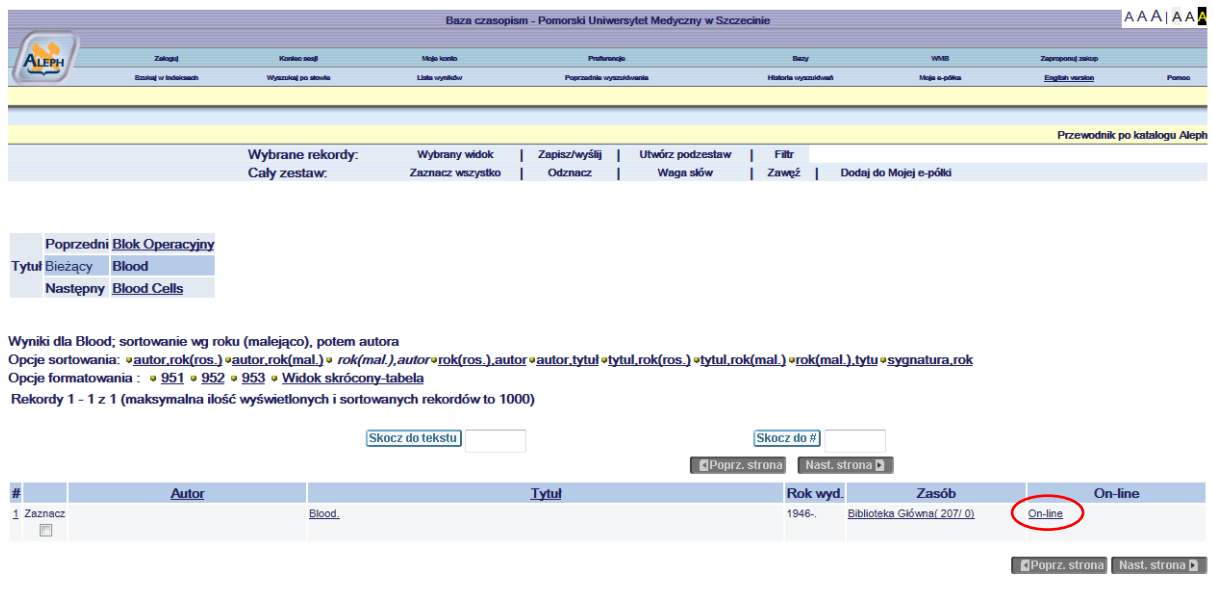 Baza czasopism - Pomorski Uniwersytet Medyczny w Szczecinie
A A A | A A A
ALEPH
Zaloguj Koniec sesji Moje konto Preferencje Bazy WMB Zaproponuj zakup
Szukaj w indeksach Wyszukaj po słowie Lista wyników Poprzednie wyszukiwania Historia wyszukiwań Moja e-półka English version Pomoc
Przewodnik po katalogu Aleph
Wybrane rekordy: Wybrany widok | Zapisz/wyślij | Utwórz podzestaw | Filtr
Cały zestaw: Zaznacz wszystko | Odznacz | Waga słów | Zawęź | Dodaj do Mojej e-półki
Poprzedni Blok Operacyjny
Tytuł Bieżący Blood
Następny Blood Cells
Wyniki dla Blood; sortowanie wg roku (malejąco), potem autora
Opcje sortowania: autor,rok(ros.) autor,rok(mal.) rok(mal.),autor rok(ros.),autor autor,tytuł tytul,rok(ros.) tytul,rok(mal.) rok(mal.),tytu sygnatura,rok
Opcje formatowania : 951 952 953 Widok skrócony-tabela
Rekordy 1 - 1 z 1 (maksymalna ilość wyświetlonych i sortowanych rekordów to 1000)
Skocz do tekstu Skocz do #
Poprz. strona Nast. strona
# Autor Tytuł Rok wyd. Zasób On-line
1 Zaznacz Blood. 1946-. Biblioteka Główna( 207/ 0) On-line
Poprz. strona Nast. strona